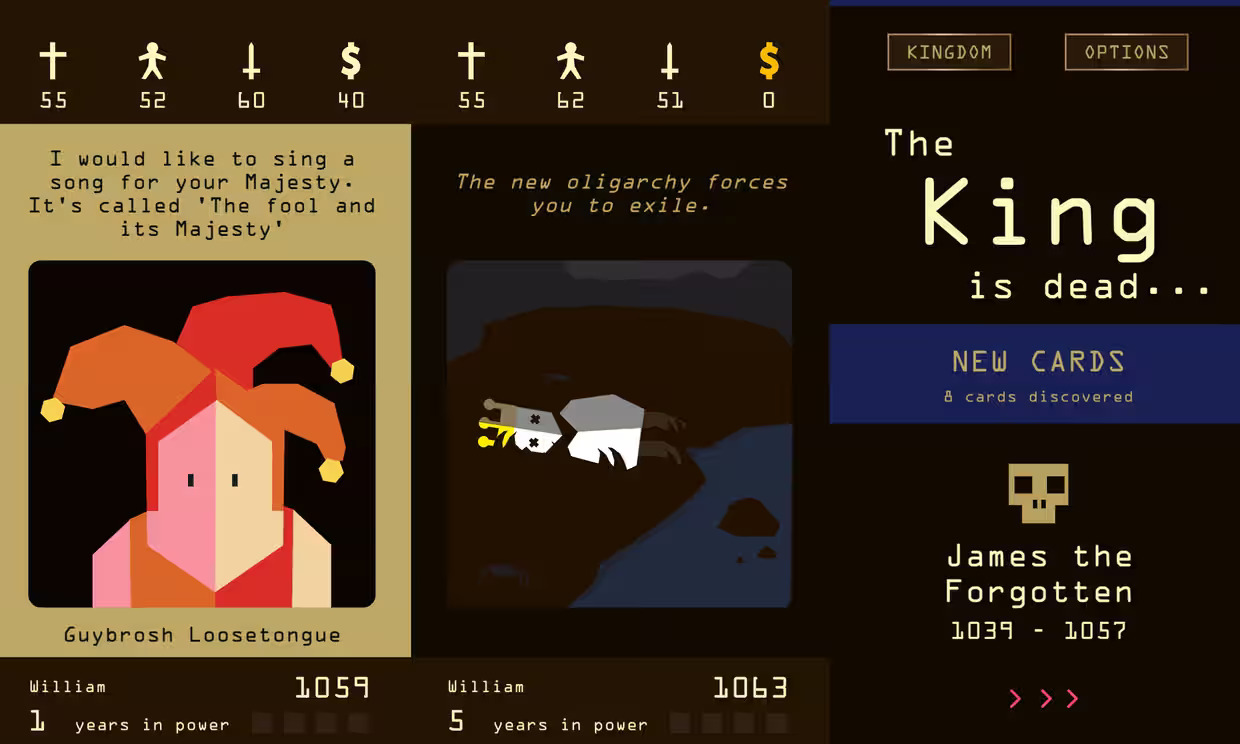 55 52 60 40
I would like to sing a
song for your Majesty.
It's called 'The fool and
its Majesty'
Guybrosh Loosetongue
William 1059
1 years in power
$
55 62 51 0
The new oligarchy forces
you to exile.
William 1063
5 years in power
KINGDOM OPTIONS
The
King
is dead...
NEW CARDS
8 cards discovered
James the
Forgotten
1039 - 1057
>>>